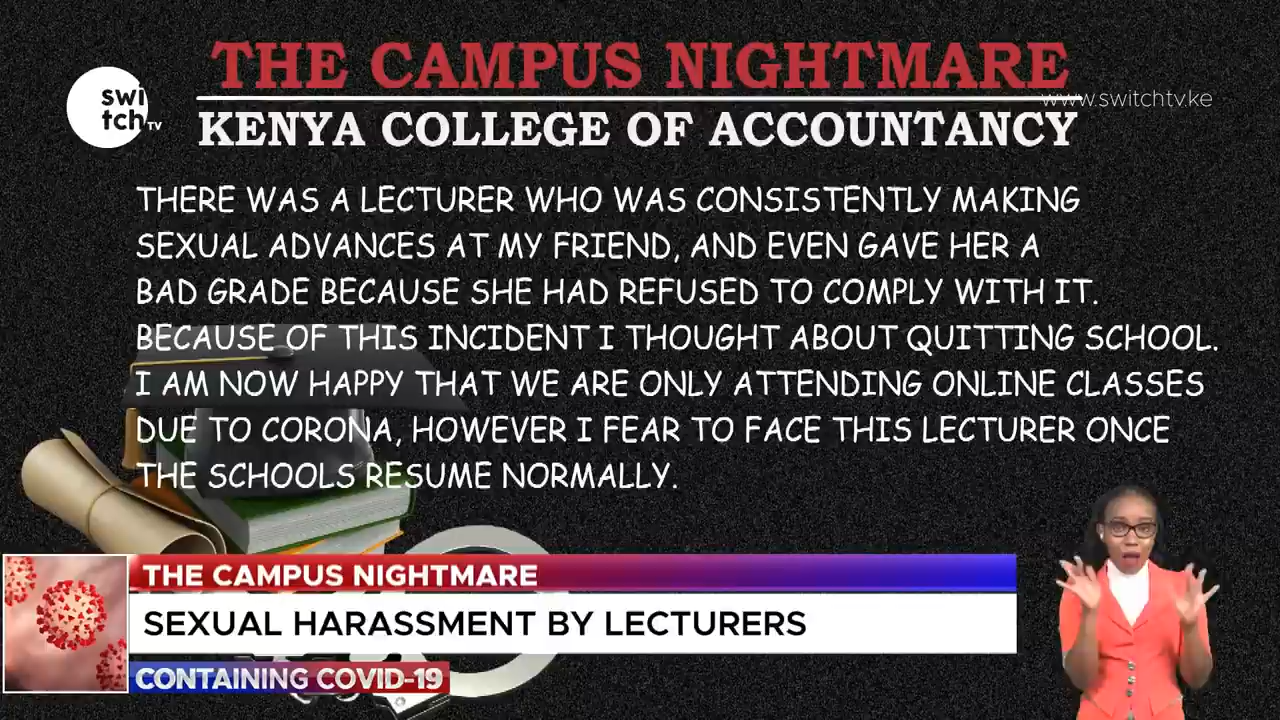 THE CAMPUS NIGHTMARE
swi
tch TV
www.switchtv.ke
KENYA COLLEGE OF ACCOUNTANCY
THERE WAS A LECTURER WHO WAS CONSISTENTLY MAKING
SEXUAL ADVANCES AT MY FRIEND, AND EVEN GAVE HER A
BAD GRADE BECAUSE SHE HAD REFUSED TO COMPLY WITH IT.
BECAUSE OF THIS INCIDENT I THOUGHT ABOUT QUITTING SCHOOL.
I AM NOW HAPPY THAT WE ARE ONLY ATTENDING ONLINE CLASSES
DUE TO CORONA, HOWEVER I FEAR TO FACE THIS LECTURER ONCE
THE SCHOOLS RESUME NORMALLY.
THE CAMPUS NIGHTMARE
SEXUAL HARASSMENT BY LECTURERS
CONTAINING COVID-19